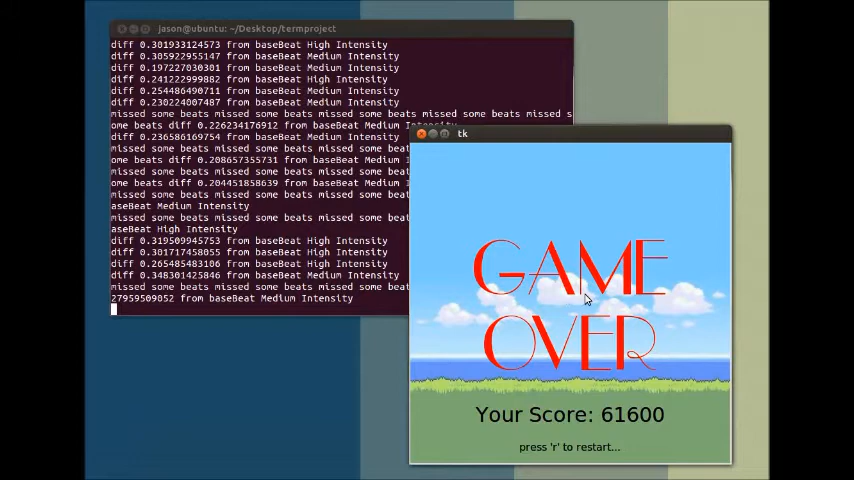 jason@ubuntu: ~/Desktop/termproject
diff 0.301933124573 from baseBeat High Intensity
diff 0.305922955147 from baseBeat Medium Intensity
diff 0.197227030301 from baseBeat Medium Intensity
diff 0.241222999882 from baseBeat High Intensity
diff 0.254486490711 from baseBeat Medium Intensity
diff 0.230224007487 from baseBeat Medium Intensity
missed some beats missed some beats missed some beats missed some beats missed s
ome beats diff 0.226234176912 from baseBeat Medium Intensity
diff 0.236586169754 from baseBeat Medium Intensity
missed some beats missed some beats missed some
ome beats diff 0.208657355731 from baseBeat Medium I
missed some beats missed some beats missed some
ome beats diff 0.204451858639 from baseBeat Medium I
missed some beats missed some beats missed some beat
aseBeat Medium Intensity
missed some beats missed some beats missed some beat
aseBeat High Intensity
diff 0.319509945753 from baseBeat High Intensity
diff 0.301717458055 from baseBeat High Intensity
diff 0.265485483106 from baseBeat High Intensity
diff 0.348301425846 from baseBeat Medium Intensity
missed some beats missed some beats missed some beat
27959509052 from baseBeat Medium Intensity
tk
GAME
OVER
Your Score: 61600
press 'r' to restart...